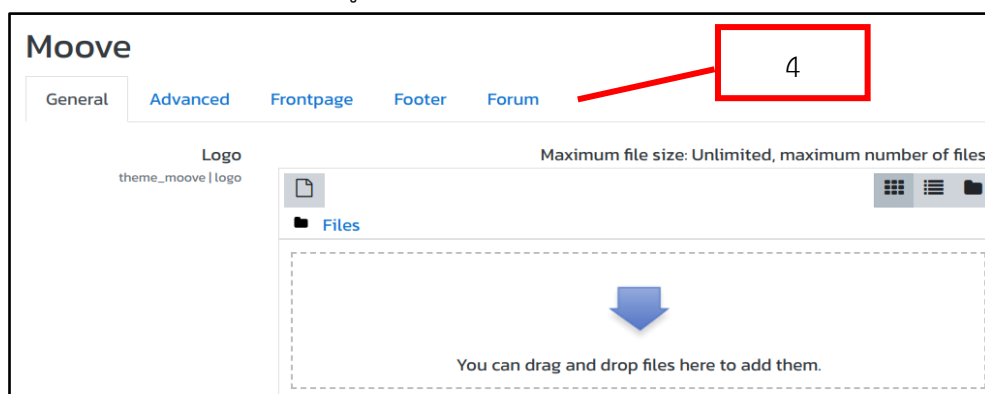 Moove
4
General Advanced Frontpage Footer Forum
Logo
Maximum file size: Unlimited, maximum number of files
theme_moove | logo
Files
You can drag and drop files here to add them.